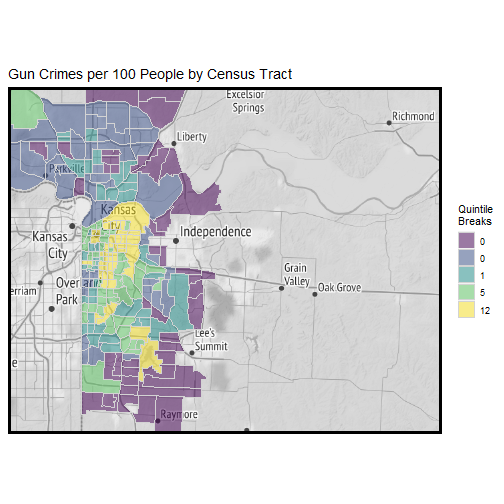 Gun Crimes per 100 People by Census Tract
Excelsior
Springs
Richmond
Liberty
Parkville
Kansas
City
Kansas
City
Independence
Grain
Valley
Oak Grove
erriam
Overland
Park
Lee's
Summit
e
Raymore
Quintile
Breaks
0
0
1
5
12